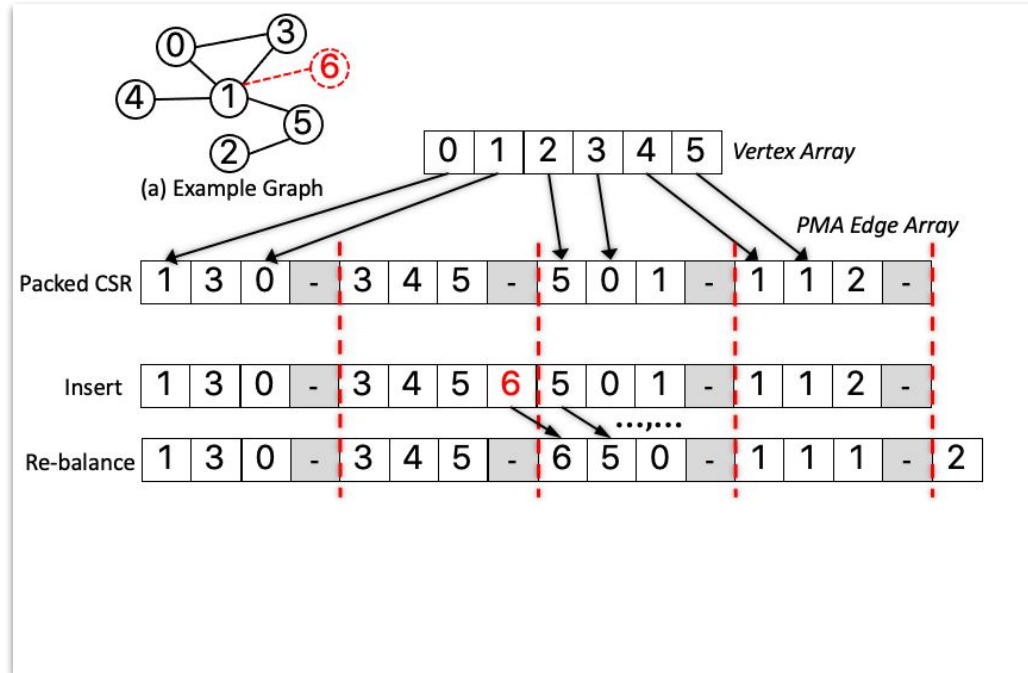 0 3
6
4 1
5
2
(a) Example Graph
0 1 2 3 4 5 Vertex Array
PMA Edge Array
Packed CSR 1 3 0 - 3 4 5 - 5 0 1 - 1 1 2 -
Insert 1 3 0 - 3 4 5 6 5 0 1 - 1 1 2 -
...,...
Re-balance 1 3 0 - 3 4 5 - 6 5 0 - 1 1 1 - 2